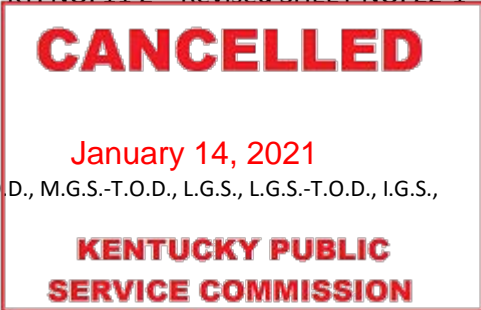 CANCELLED
January 14, 2021
.D., M.G.S.-T.O.D., L.G.S., L.G.S.-T.O.D., I.G.S.,
KENTUCKY PUBLIC
SERVICE COMMISSION